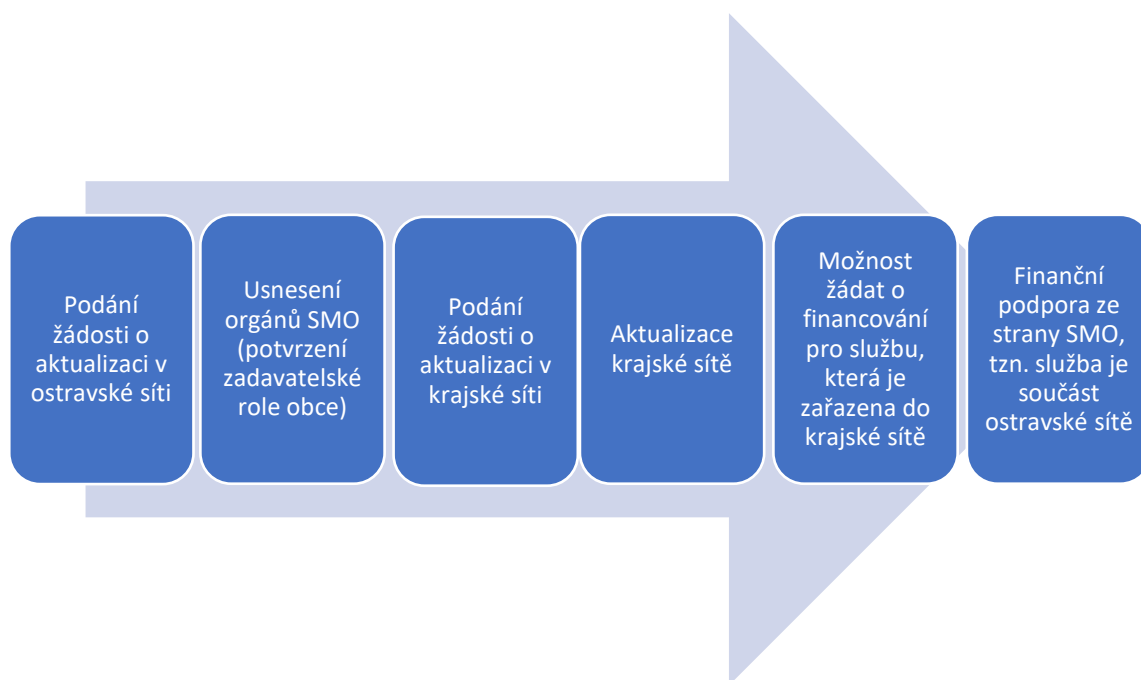 Podání
žádosti o
aktualizaci v
ostravské síti
Usnesení
orgánů SMO
(potvrzení
zadavatelské
role obce)
Podání
žádosti o
aktualizaci v
krajské síti
Aktualizace
krajské sítě
Možnost
žádat o
financování
pro službu,
která je
zařazena do
krajské sítě
Finanční
podpora ze
strany SMO,
tzn. služba je
součást
ostravské sítě